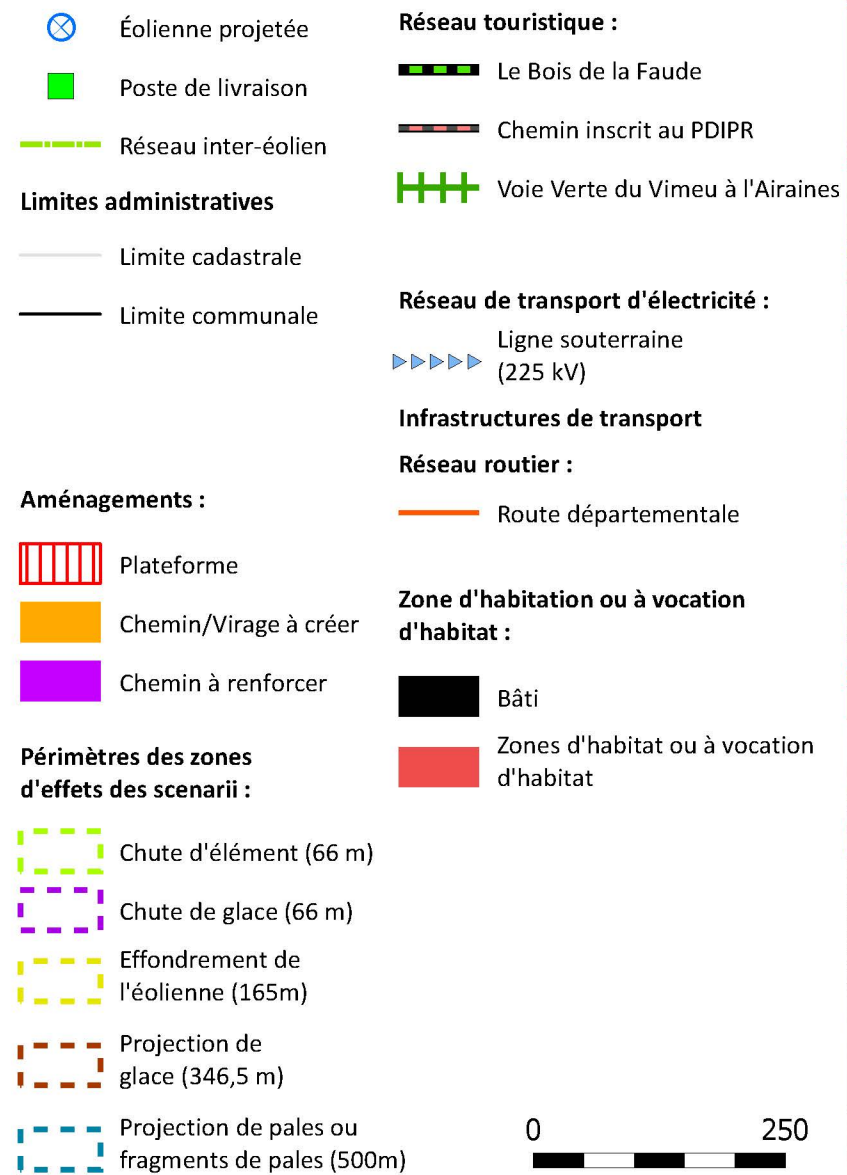 Éolienne projetée
Poste de livraison
Réseau inter-éolien
Limites administratives
Limite cadastrale
Limite communale
Aménagements :
Plateforme
Chemin/Virage à créer
Chemin à renforcer
Périmètres des zones
d'effets des scenarii :
Chute d'élément (66 m)
Chute de glace (66 m)
Effondrement de
l'éolienne (165m)
Projection de
glace (346,5 m)
Projection de pales ou
fragments de pales (500m)
Réseau touristique :
Le Bois de la Faude
Chemin inscrit au PDIPR
Voie Verte du Vimeu à l'Airaines
Réseau de transport d'électricité :
Ligne souterraine
(225 kV)
Infrastructures de transport
Réseau routier :
Route départementale
Zone d'habitation ou à vocation
d'habitat :
Bâti
Zones d'habitat ou à vocation
d'habitat
0 250